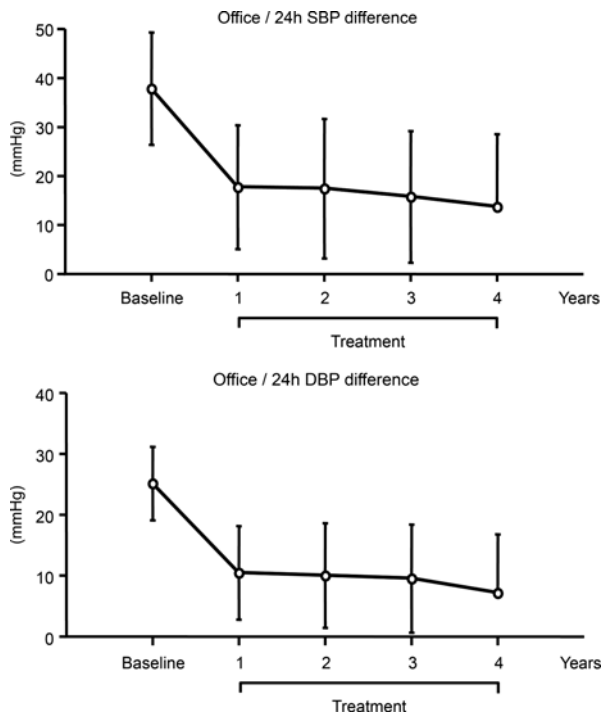 Office / 24h SBP difference
(mmHg)
50
40
30
20
10
0
Baseline 1 2 3 4 Years
Treatment
Office / 24h DBP difference
(mmHg)
40
30
20
10
0
Baseline 1 2 3 4 Years
Treatment